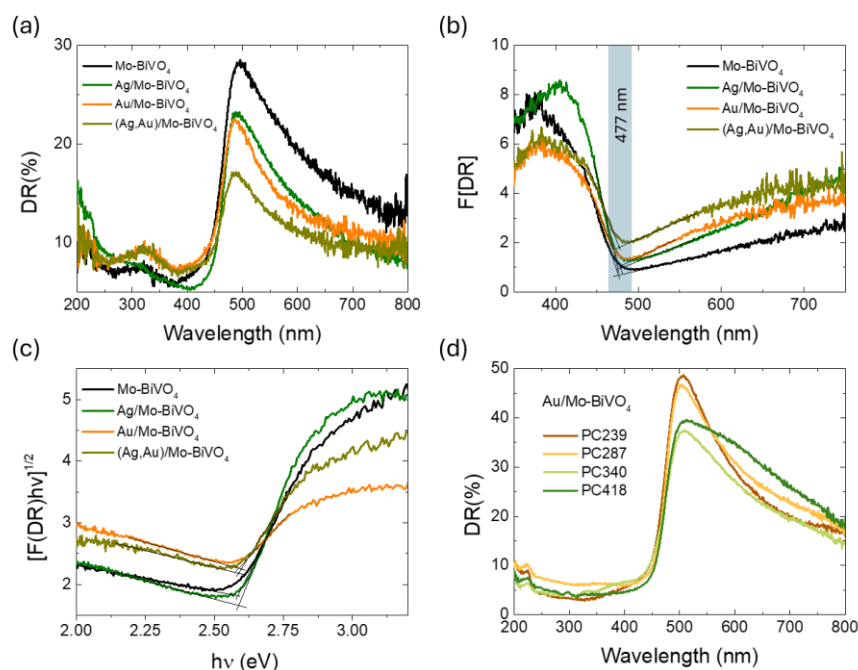 (a)
30
20
10
DR(%)
Mo-BiVO₄
Ag/Mo-BiVO₄
Au/Mo-BiVO₄
(Ag,Au)/Mo-BiVO₄
200 300 400 500 600 700 800
Wavelength (nm)
(b)
10
8
6
4
2
0
F[DR]
477 nm
Mo-BiVO₄
Ag/Mo-BiVO₄
Au/Mo-BiVO₄
(Ag,Au)/Mo-BiVO₄
400 500 600 700
Wavelength (nm)
(c)
5
4
3
2
[F(DR)hν]¹/²
Mo-BiVO₄
Ag/Mo-BiVO₄
Au/Mo-BiVO₄
(Ag,Au)/Mo-BiVO₄
2.00 2.25 2.50 2.75 3.00
hν (eV)
(d)
50
40
30
20
10
0
DR(%)
Au/Mo-BiVO₄
PC239
PC287
PC340
PC418
200 300 400 500 600 700 800
Wavelength (nm)